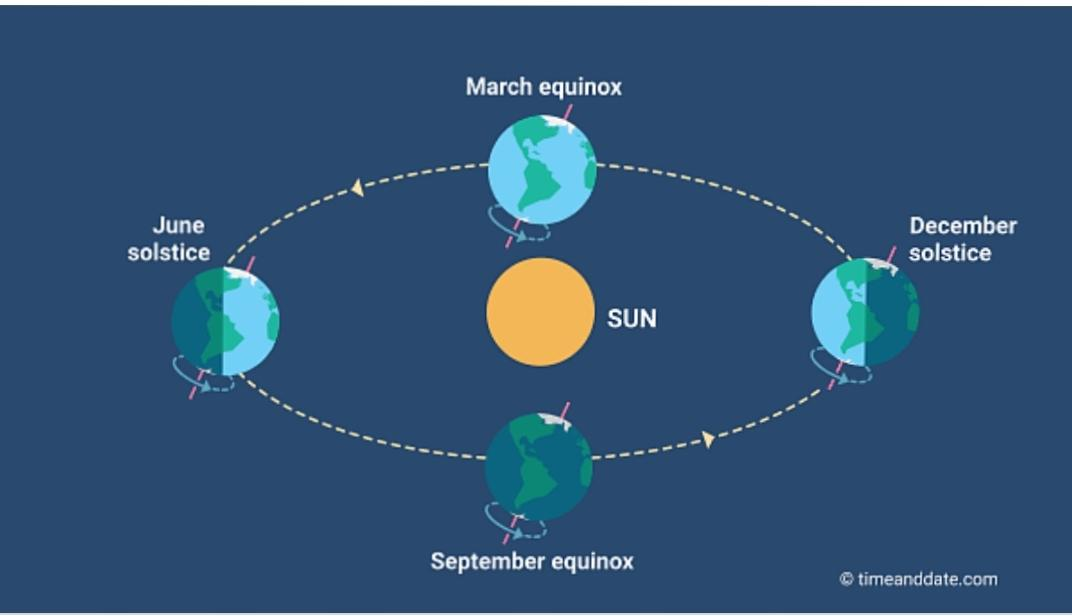 March equinox
June
solstice
December
solstice
SUN
September equinox
© timeanddate.com